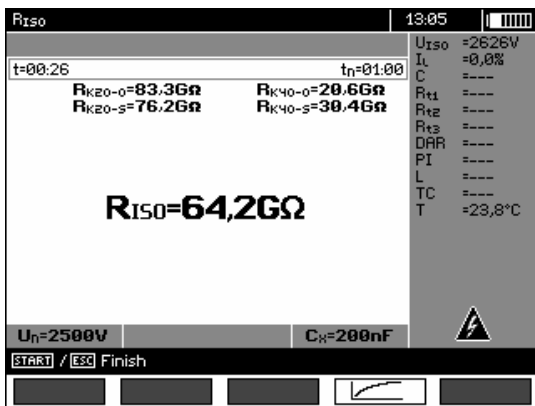 RISO 13:05
UISO =2626V
IL =0,0%
t=00:26 tn=01:00
C =---
RK20-O=83,3GΩ RK40-O=20,6GΩ
Rt1 =---
RK20-S=76,2GΩ RK40-S=30,4GΩ
Rt2 =---
Rt3 =---
DAR =---
PI =---
L =---
TC =---
RISO=64,2GΩ
T =23,8°C
Un=2500V CX=200nF
START / ESC Finish